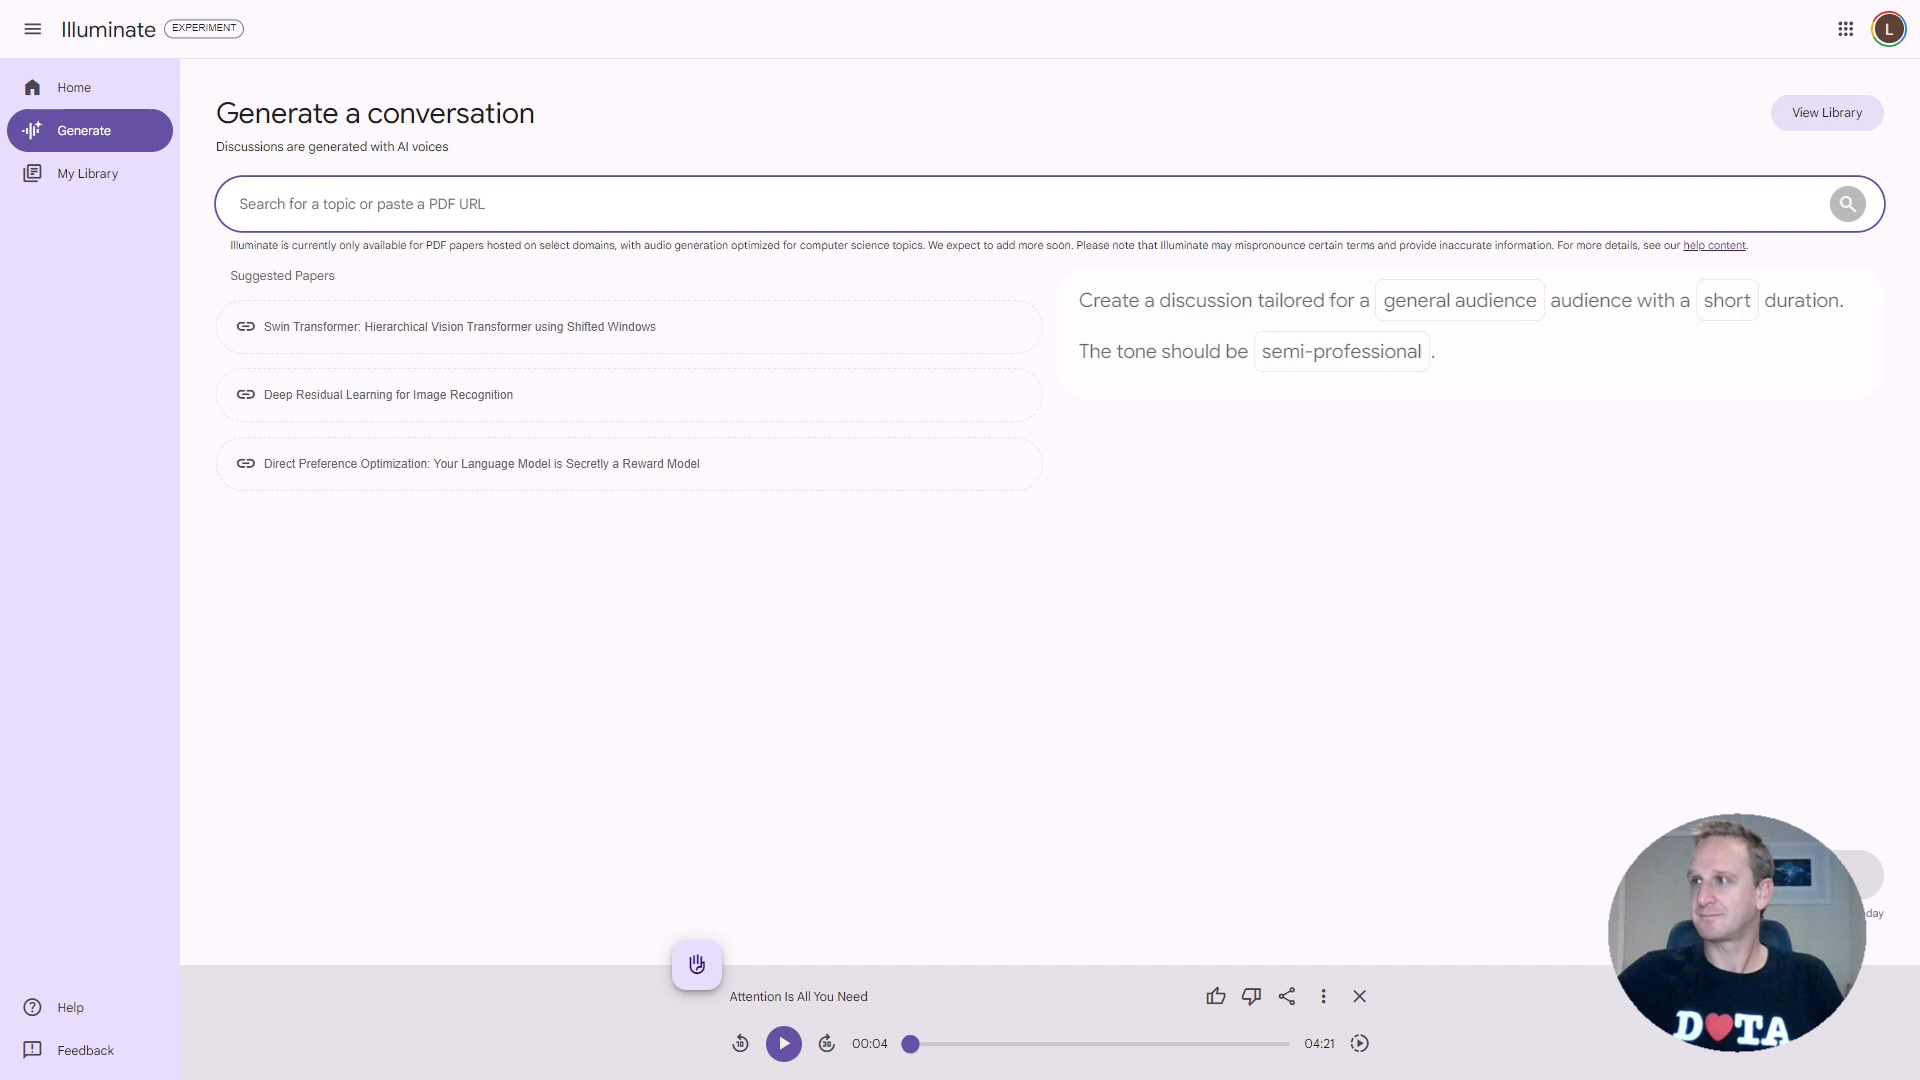 Illuminate EXPERIMENT
L
Home
Generate
My Library
Generate a conversation
View Library
Discussions are generated with AI voices
Search for a topic or paste a PDF URL
Illuminate is currently only available for PDF papers hosted on select domains, with audio generation optimized for computer science topics. We expect to add more soon. Please note that Illuminate may mispronounce certain terms and provide inaccurate information. For more details, see our help content.
Suggested Papers
Swin Transformer: Hierarchical Vision Transformer using Shifted Windows
Deep Residual Learning for Image Recognition
Direct Preference Optimization: Your Language Model is Secretly a Reward Model
Create a discussion tailored for a general audience audience with a short duration.
The tone should be semi-professional .
day
Help
Feedback
Attention Is All You Need
10
30
00:04
04:21
D❤TA